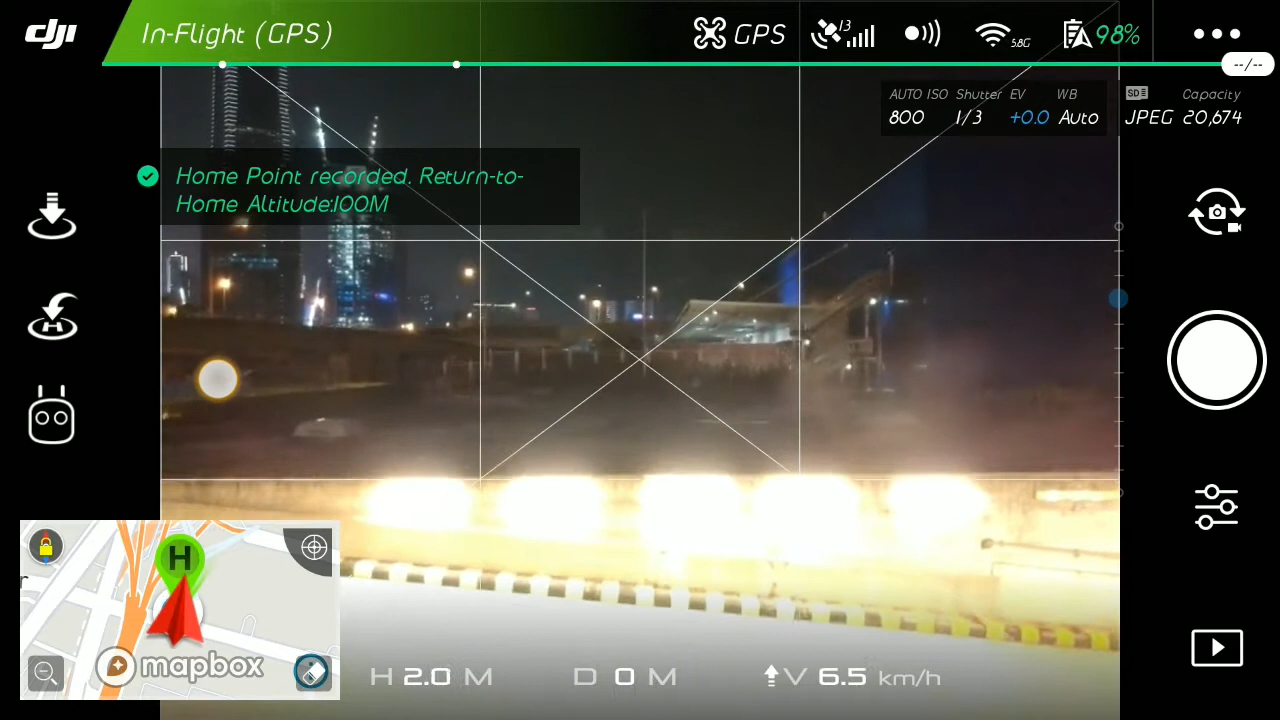 dji
In-Flight (GPS)
GPS
13
5.8G
98%
--/--
AUTO ISO Shutter EV WB
800 1/3 +0.0 Auto
SD Capacity
JPEG 20,674
Home Point recorded. Return-to-
Home Altitude:100M
H
H
r
mapbox
H 2.0 M
D 0 M
V 6.5 km/h